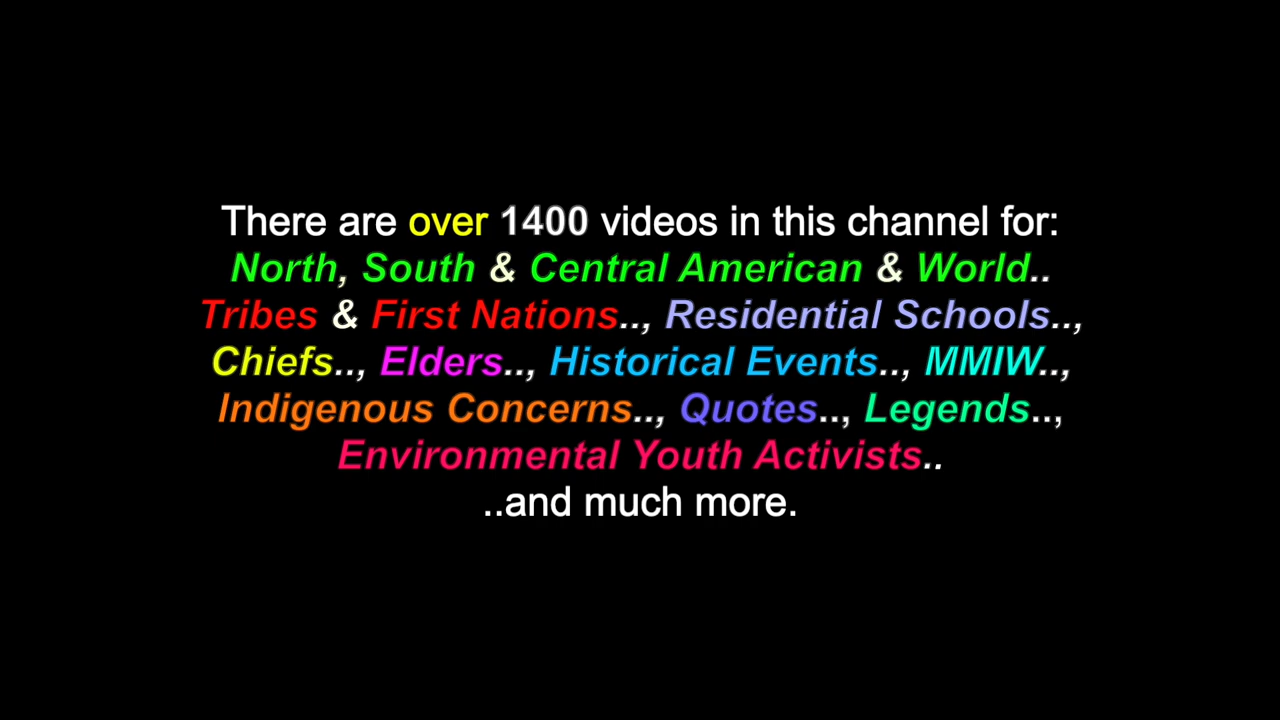 There are over 1400 videos in this channel for:
North, South & Central American & World..
Tribes & First Nations.., Residential Schools..,
Chiefs.., Elders.., Historical Events.., MMIW..,
Indigenous Concerns.., Quotes.., Legends..,
Environmental Youth Activists..
..and much more.